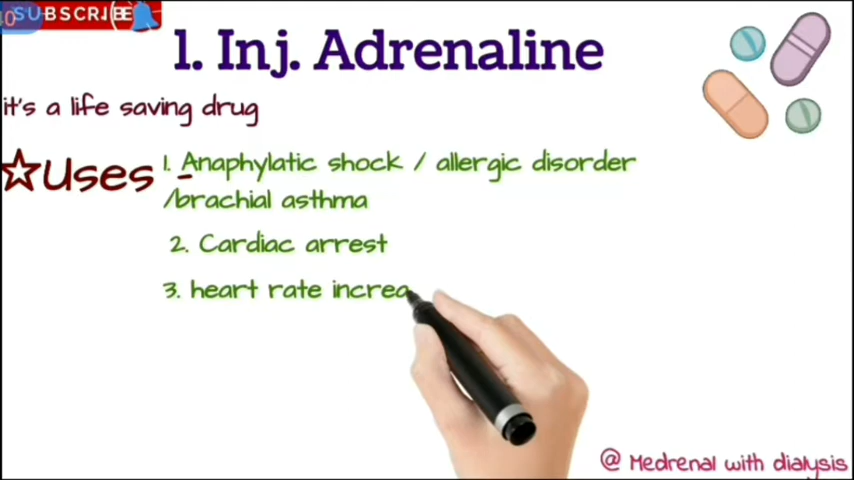 SUBSCRIBE
1. Inj. Adrenaline
it's a life saving drug
Uses
1. Anaphylatic shock / allergic disorder
/brachial asthma
2. Cardiac arrest
3. heart rate increa
@ Medrenal with dialysis